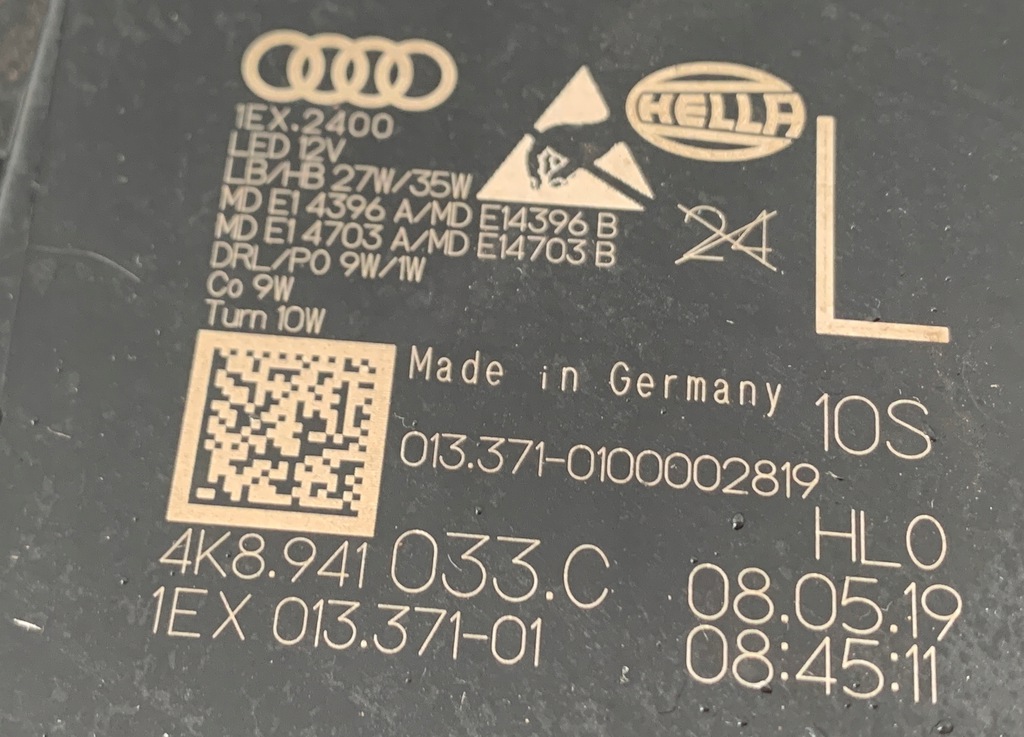 HELLA
1EX.2400
LED 12V
LB/HB 27W/35W
MD E1 4396 A/MD E14396 B
MD E1 4703 A/MD E14703 B
DRL/PO 9W/1W
Co 9W
Turn 10W
24
L
Made in Germany
10S
013.371-0100002819
HLO
4K8.941 033.C
08.05.19
1EX 013.371-01
08:45:11